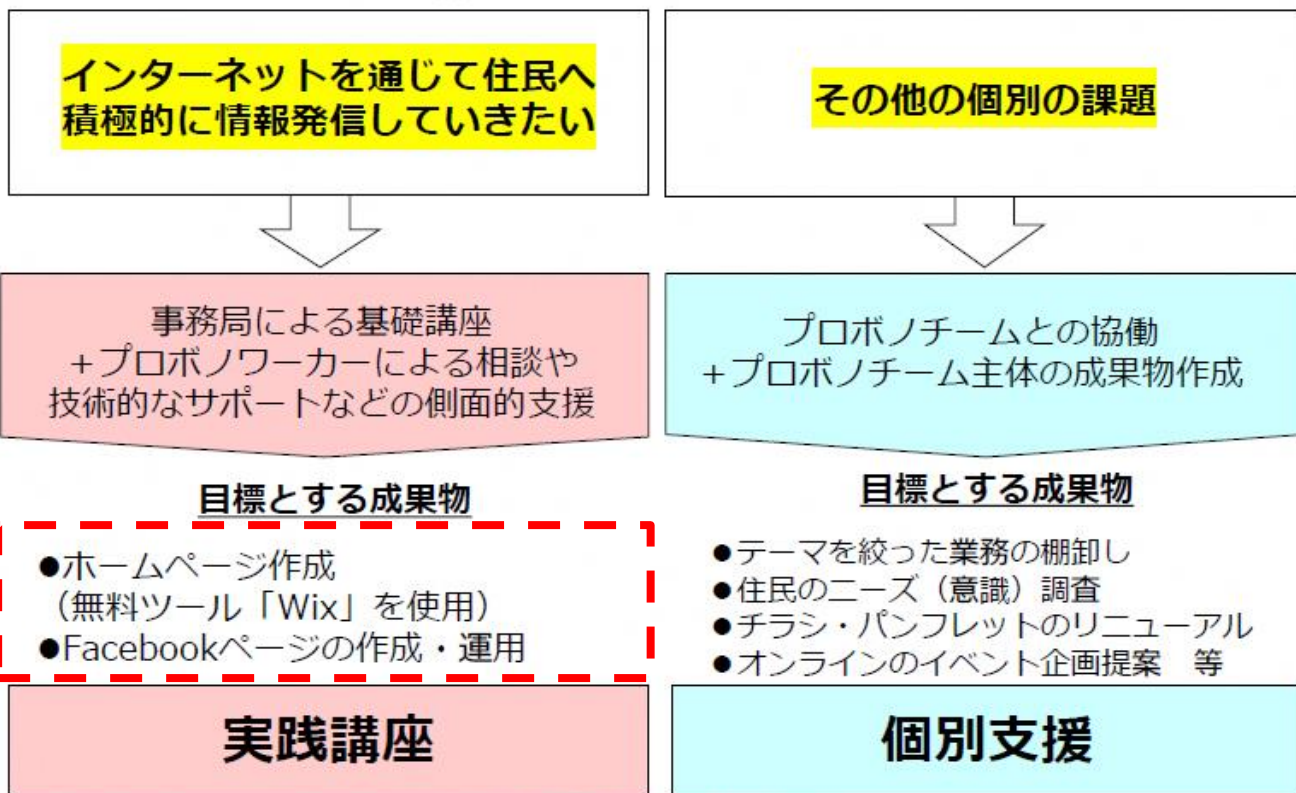 インターネットを通じて住民へ
積極的に情報発信していきたい
事務局による基礎講座
+プロボノワーカーによる相談や
技術的なサポートなどの側面的支援
目標とする成果物
●ホームページ作成
（無料ツール「Wix」を使用）
●Facebookページの作成・運用
実践講座
その他の個別の課題
プロボノチームとの協働
+プロボノチーム主体の成果物作成
目標とする成果物
●テーマを絞った業務の棚卸し
●住民のニーズ（意識）調査
●チラシ・パンフレットのリニューアル
●オンラインのイベント企画提案　等
個別支援